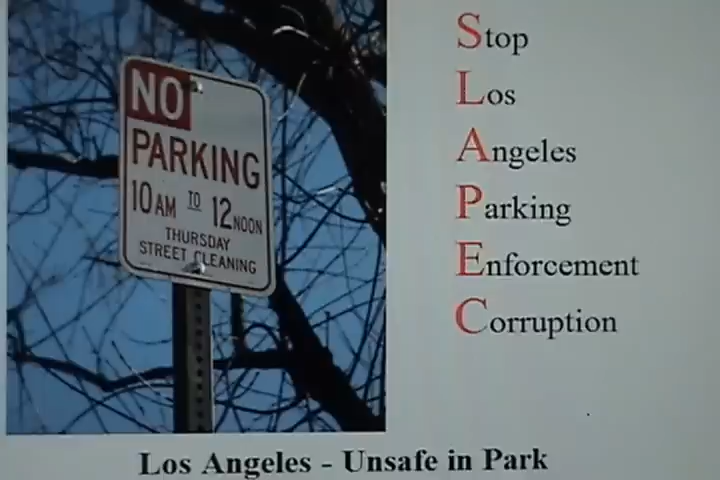 NO
PARKING
10AM TO 12NOON
THURSDAY
STREET CLEANING
Stop
Los
Angeles
Parking
Enforcement
Corruption
Los Angeles - Unsafe in Park